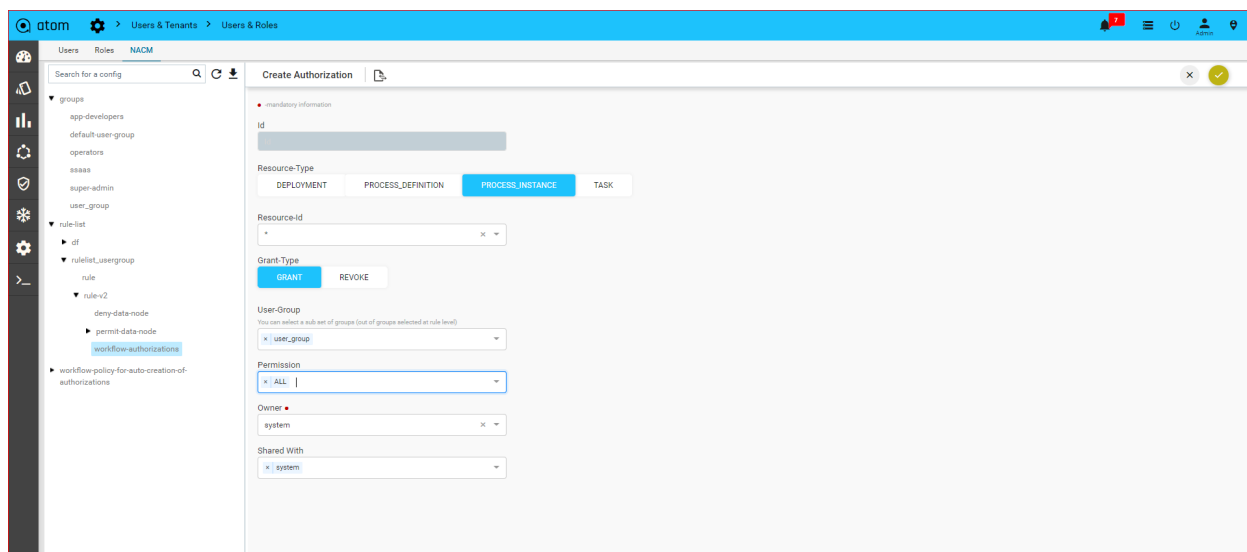 atom > Users & Tenants > Users & Roles 7 Admin
Users Roles NACM
Search for a config
Create Authorization
groups
app-developers
default-user-group
operators
ssaas
super-admin
user_group
rule-list
df
rulelist_usergroup
rule
rule-v2
deny-data-node
permit-data-node
workflow-authorizations
workflow-policy-for-auto-creation-of-
authorizations
-mandatory information
Id
Resource-Type
DEPLOYMENT PROCESS_DEFINITION PROCESS_INSTANCE TASK
Resource-Id
*
Grant-Type
GRANT REVOKE
User-Group
You can select a sub set of groups (out of groups selected at rule level)
× user_group
Permission
× ALL
Owner
system
Shared With
× system